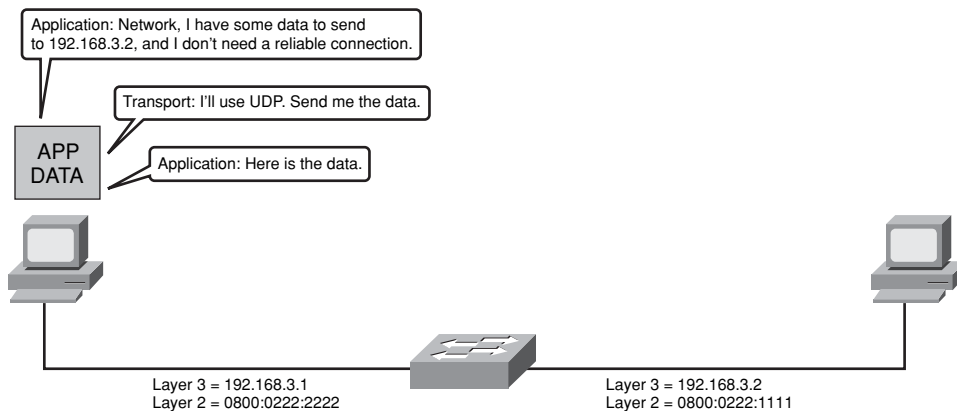 Application: Network, I have some data to send
to 192.168.3.2, and I don't need a reliable connection.
Transport: I'll use UDP. Send me the data.
Application: Here is the data.
APP
DATA
Layer 3 = 192.168.3.1
Layer 2 = 0800:0222:2222
Layer 3 = 192.168.3.2
Layer 2 = 0800:0222:1111